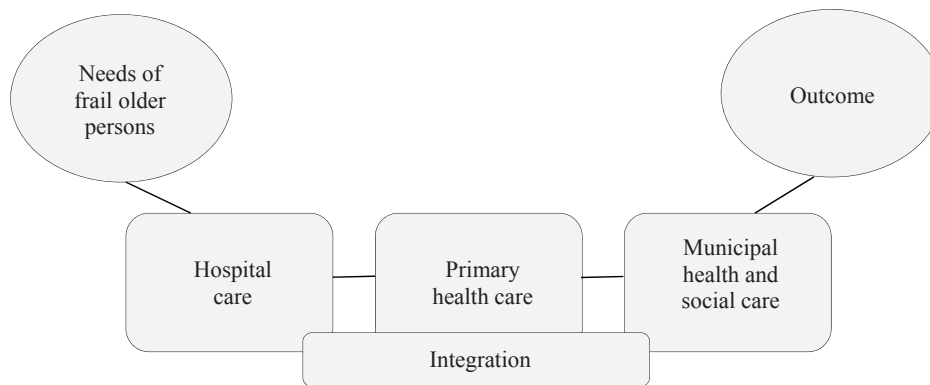 Needs of
frail older
persons
Outcome
Hospital
care
Primary
health care
Municipal
health and
social care
Integration